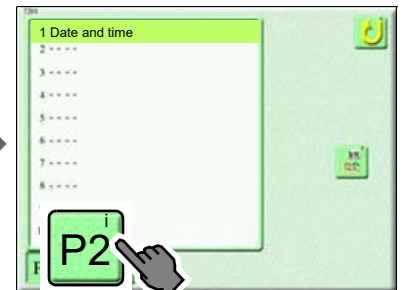 1 Date and time
2 - - - -
3 - - - -
4 - - - -
5 - - - -
6 - - - -
7 - - - -
8 - - - -
i
P2